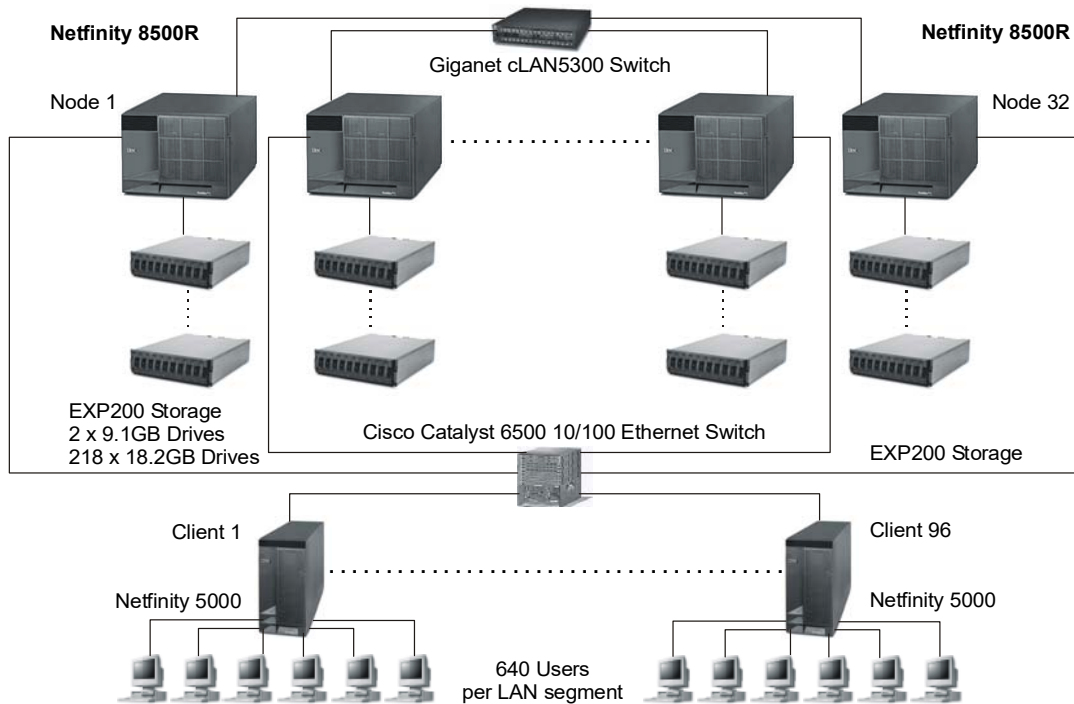 Netfinity 8500R
Netfinity 8500R
Giganet cLAN5300 Switch
Node 1
Node 32
EXP200 Storage
2 x 9.1GB Drives
218 x 18.2GB Drives
Cisco Catalyst 6500 10/100 Ethernet Switch
EXP200 Storage
Client 1
Client 96
Netfinity 5000
Netfinity 5000
640 Users
per LAN segment